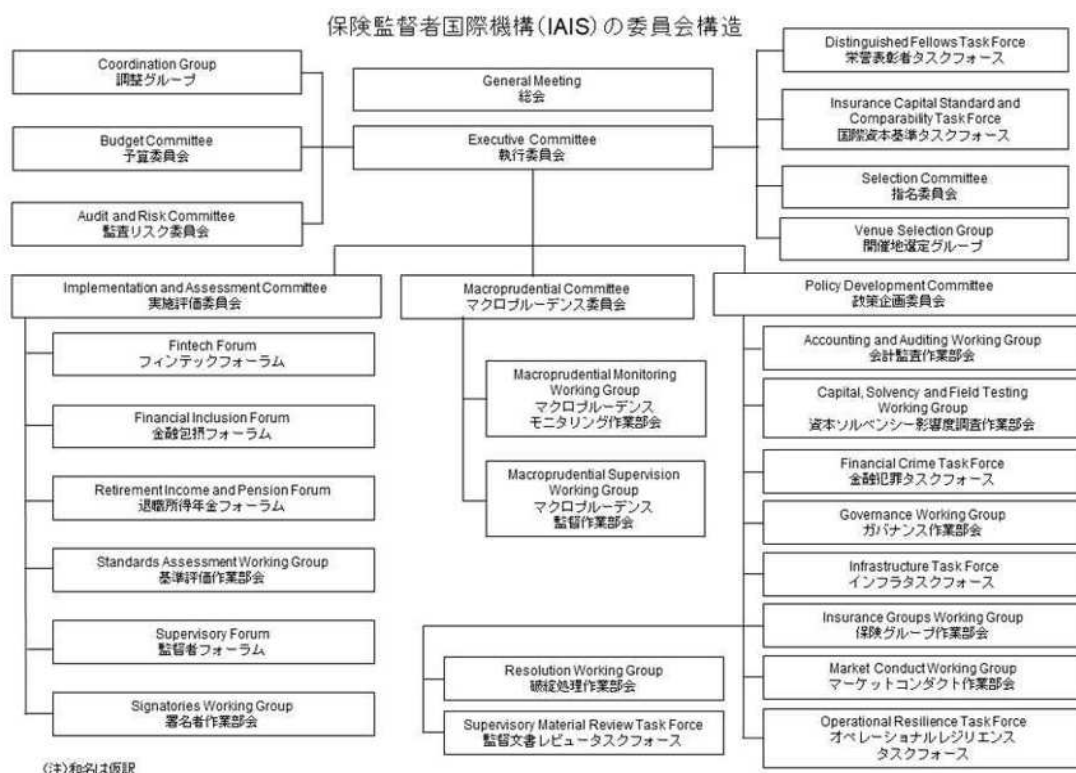 保険監督者国際機構(IAIS)の委員会構造
Coordination Group
調整グループ
Budget Committee
予算委員会
Audit and Risk Committee
監査リスク委員会
General Meeting
総会
Executive Committee
執行委員会
Distinguished Fellows Task Force
栄誉表彰者タスクフォース
Insurance Capital Standard and
Comparability Task Force
国際資本基準タスクフォース
Selection Committee
指名委員会
Venue Selection Group
開催地選定グループ
Implementation and Assessment Committee
実施評価委員会
Fintech Forum
フィンテックフォーラム
Financial Inclusion Forum
金融包摂フォーラム
Retirement Income and Pension Forum
退職所得年金フォーラム
Standards Assessment Working Group
基準評価作業部会
Supervisory Forum
監督者フォーラム
Signatories Working Group
署名者作業部会
Macroprudential Committee
マクロプルーデンス委員会
Macroprudential Monitoring
Working Group
マクロプルーデンス
モニタリング作業部会
Macroprudential Supervision
Working Group
マクロプルーデンス
監督作業部会
Policy Development Committee
政策企画委員会
Accounting and Auditing Working Group
会計監査作業部会
Capital, Solvency and Field Testing
Working Group
資本ソルベンシー影響度調査作業部会
Financial Crime Task Force
金融犯罪タスクフォース
Governance Working Group
ガバナンス作業部会
Infrastructure Task Force
インフラタスクフォース
Insurance Groups Working Group
保険グループ作業部会
Market Conduct Working Group
マーケットコンダクト作業部会
Operational Resilience Task Force
オペレーショナルレジリエンス
タスクフォース
Resolution Working Group
破綻処理作業部会
Supervisory Material Review Task Force
監督文書レビュータスクフォース
(注)和名は仮訳